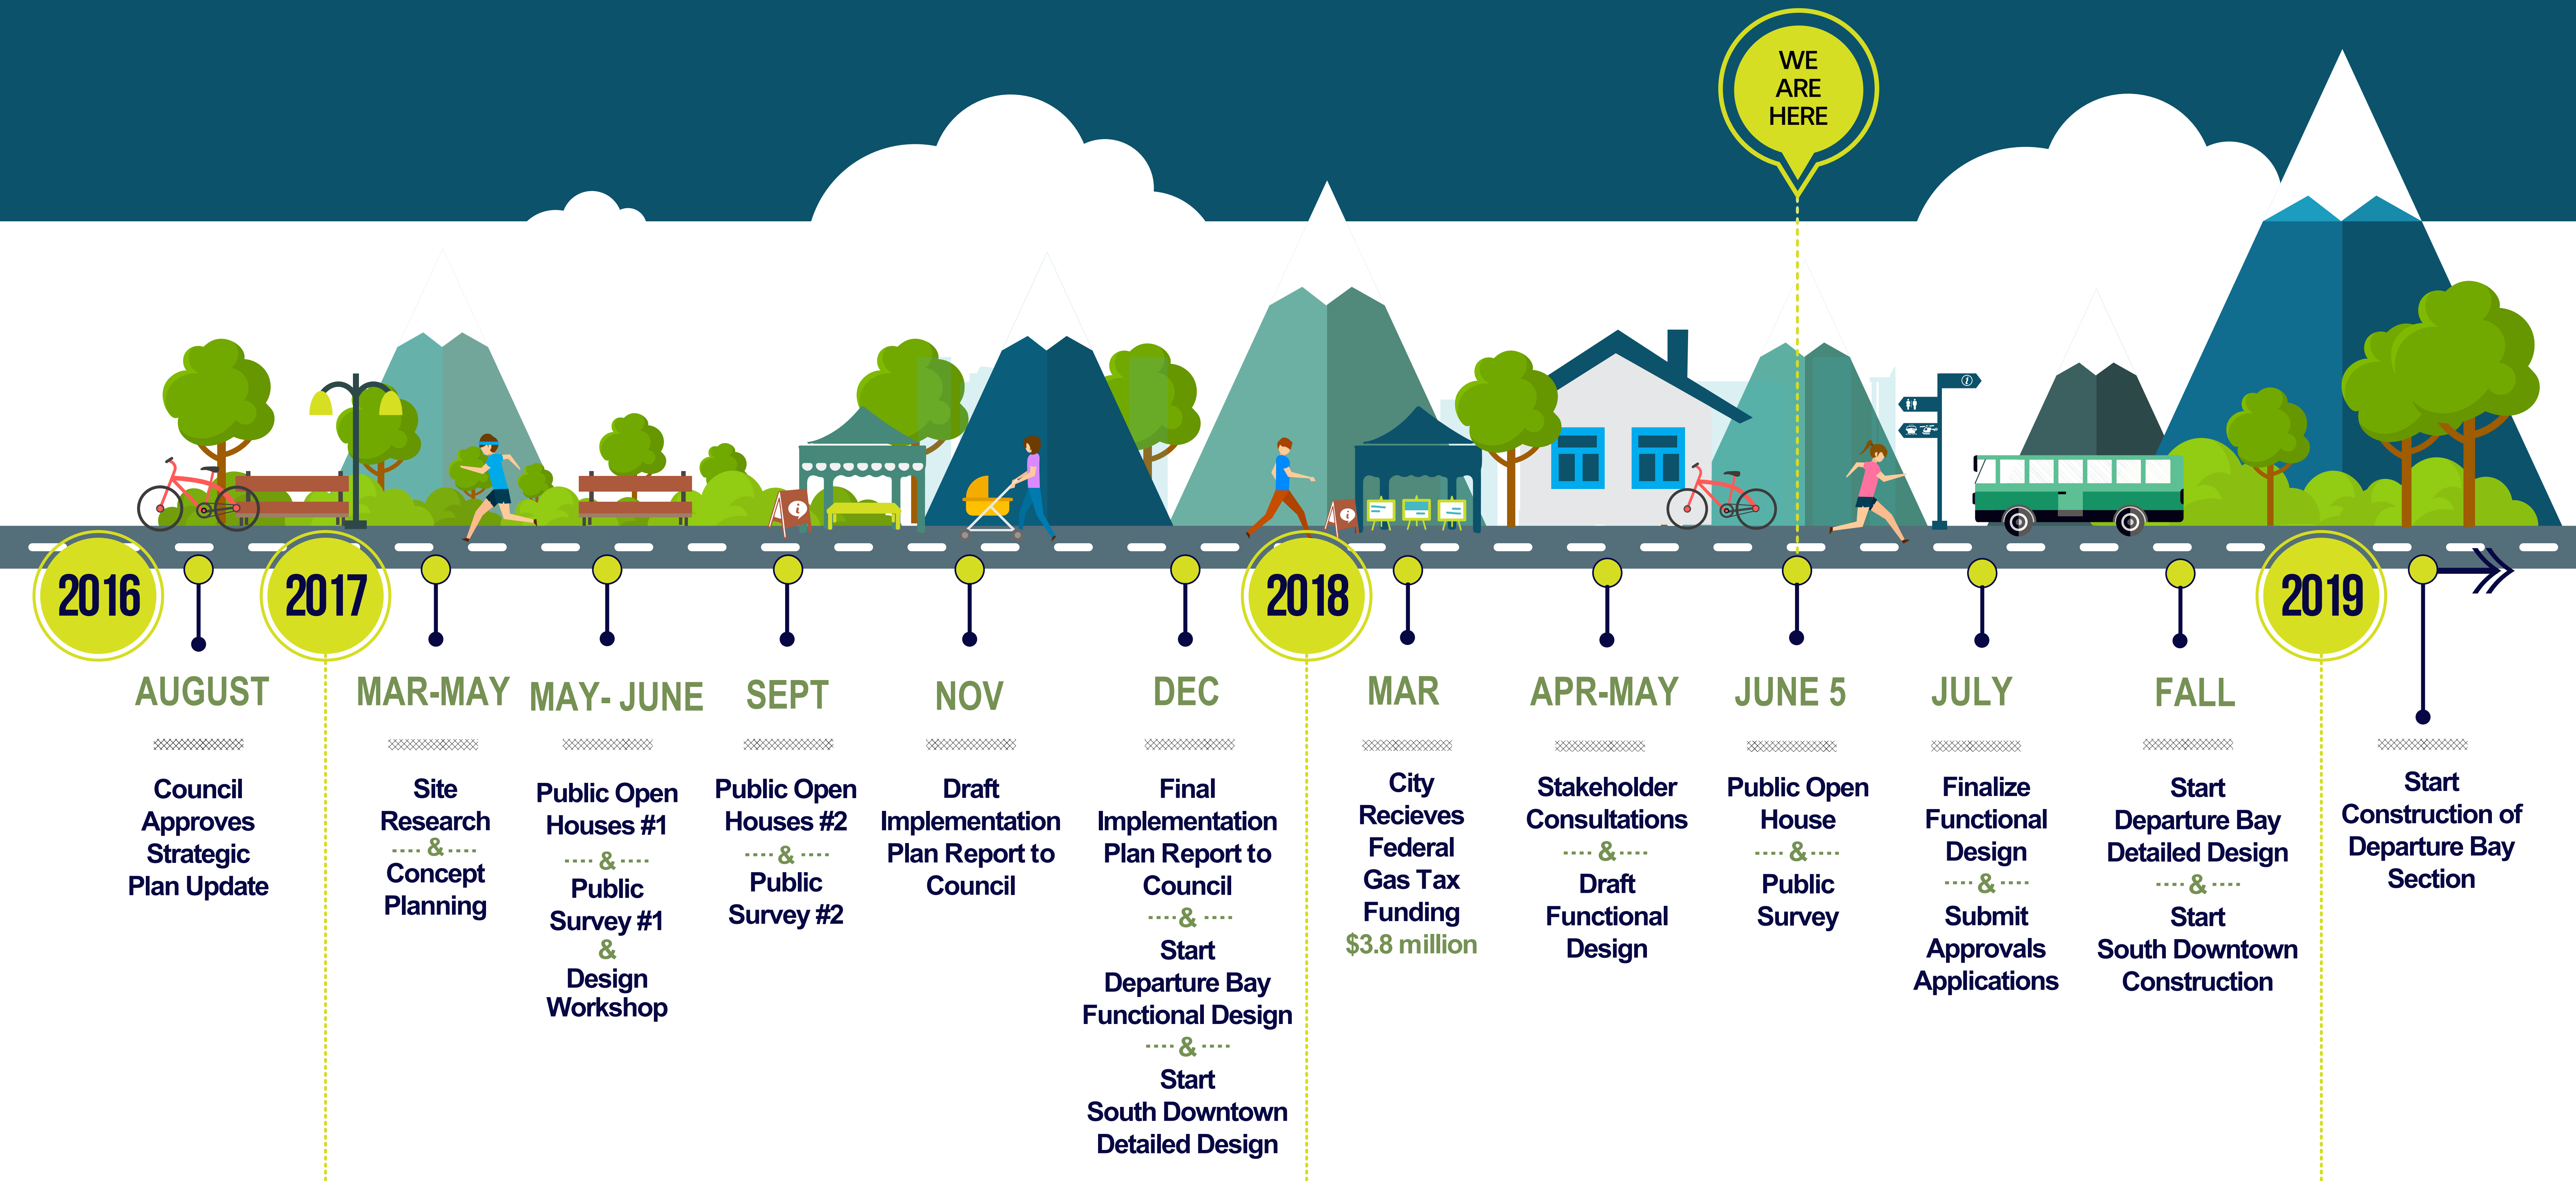 WE
ARE
HERE
2016
AUGUST
Council
Approves
Strategic
Plan Update
2017
MAR-MAY
Site
Research
&
Concept
Planning
MAY- JUNE
Public Open
Houses #1
&
Public
Survey #1
&
Design
Workshop
SEPT
Public Open
Houses #2
&
Public
Survey #2
NOV
Draft
Implementation
Plan Report to
Council
DEC
Final
Implementation
Plan Report to
Council
&
Start
Departure Bay
Functional Design
&
Start
South Downtown
Detailed Design
2018
MAR
City
Recieves
Federal
Gas Tax
Funding
$3.8 million
APR-MAY
Stakeholder
Consultations
&
Draft
Functional
Design
JUNE 5
Public Open
House
&
Public
Survey
JULY
Finalize
Functional
Design
&
Submit
Approvals
Applications
FALL
Start
Departure Bay
Detailed Design
&
Start
South Downtown
Construction
2019
Start
Construction of
Departure Bay
Section